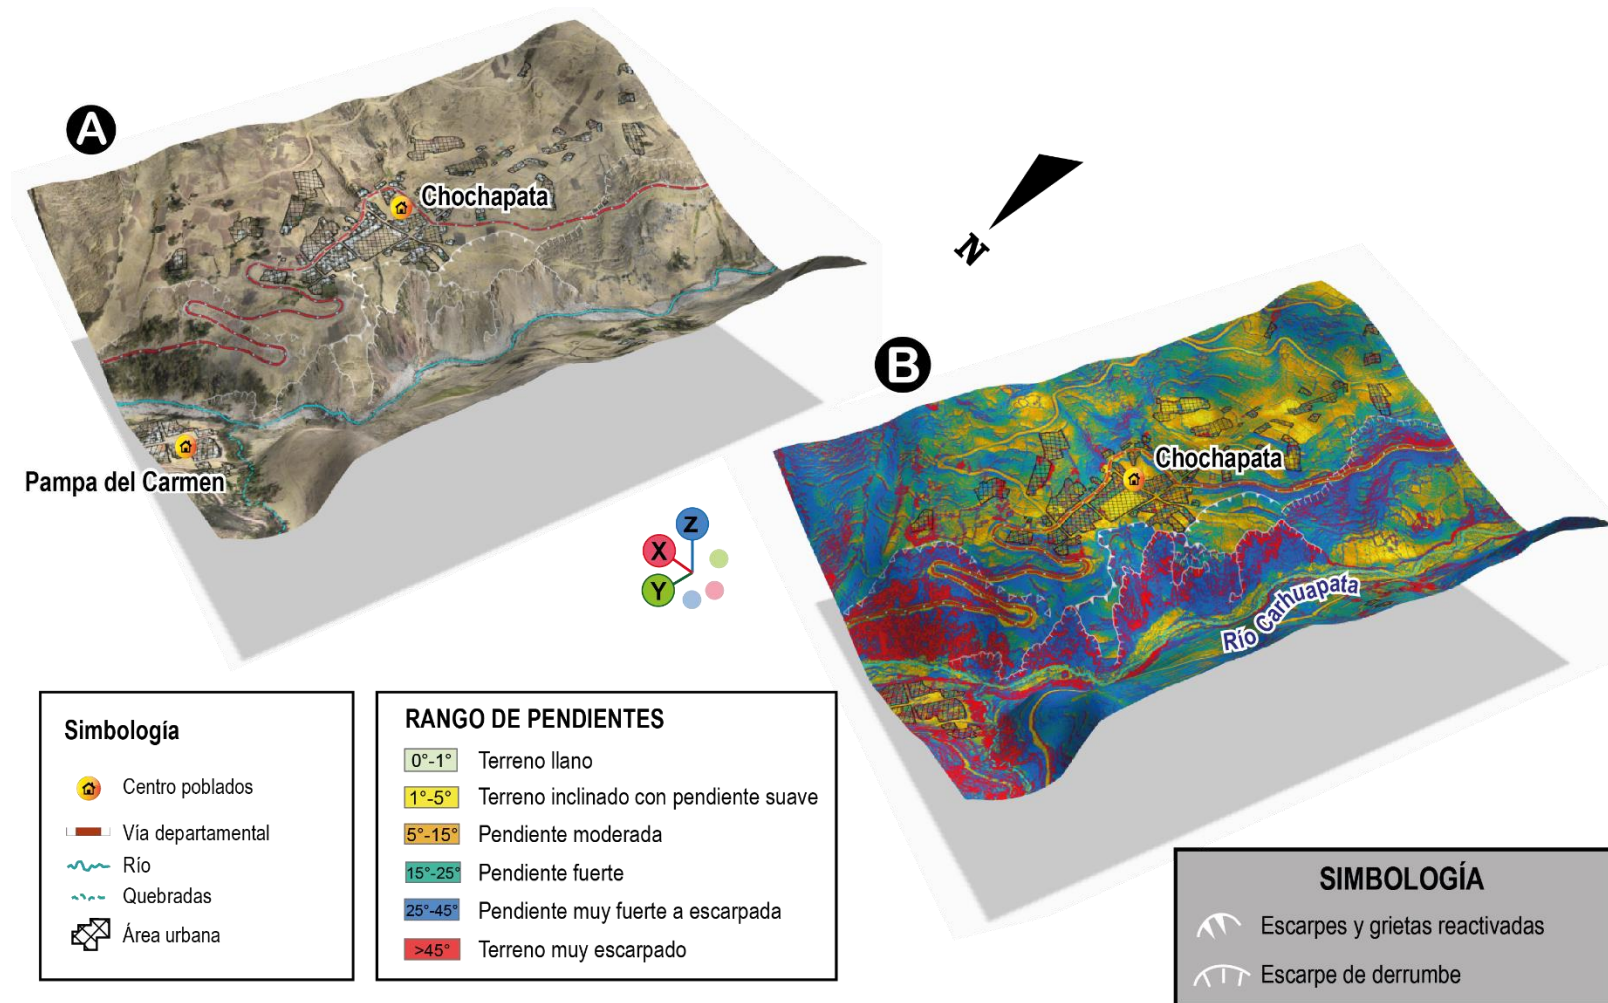 A
Chochapata
Pampa del Carmen
N
B
Chochapata
Río Carhuapata
Z
X
Y
Simbología
Centro poblados
Vía departamental
Río
Quebradas
Área urbana
RANGO DE PENDIENTES
0°-1° Terreno llano
1°-5° Terreno inclinado con pendiente suave
5°-15° Pendiente moderada
15°-25° Pendiente fuerte
25°-45° Pendiente muy fuerte a escarpada
>45° Terreno muy escarpado
SIMBOLOGÍA
Escarpes y grietas reactivadas
Escarpe de derrumbe